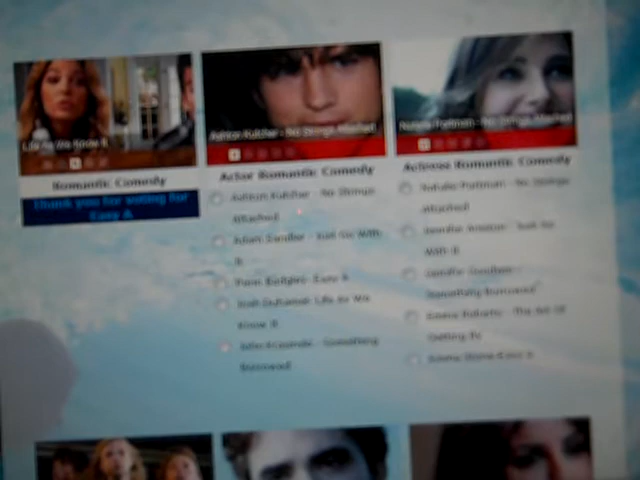 Life As We Know It
Romantic Comedy
Thank you for voting for
Easy A
Ashton Kutcher - No Strings Attached
Actor Romantic Comedy
Ashton Kutcher - No Strings
Attached
Adam Sandler - Just Go With
It
Penn Badgley- Easy A
Josh Duhamel- Life As We
Know It
John Krasinski - Something
Borrowed
Natalie Portman - No Strings Attached
Actress Romantic Comedy
Natalie Portman - No Strings
Attached
Jennifer Aniston - Just Go
With It
Something Borrowed
Emma Roberts - The Art Of
Getting By
Emma Stone-Easy A